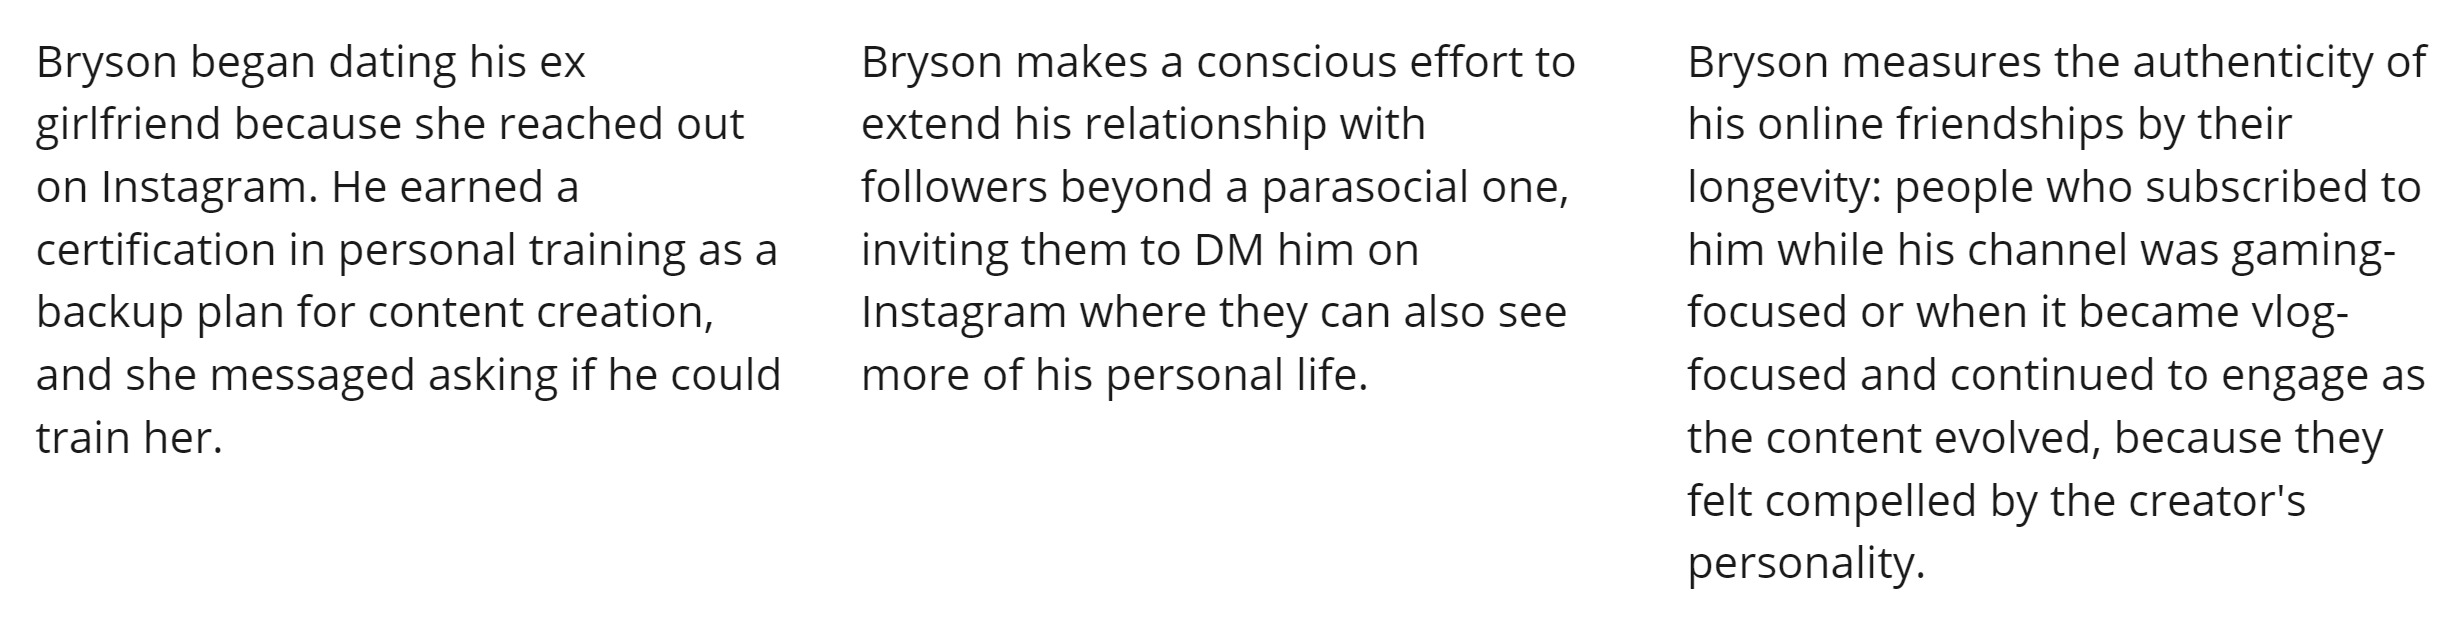 Bryson began dating his ex
girlfriend because she reached out
on Instagram. He earned a
certification in personal training as a
backup plan for content creation,
and she messaged asking if he could
train her.
Bryson makes a conscious effort to
extend his relationship with
followers beyond a parasocial one,
inviting them to DM him on
Instagram where they can also see
more of his personal life.
Bryson measures the authenticity of
his online friendships by their
longevity: people who subscribed to
him while his channel was gaming-
focused or when it became vlog-
focused and continued to engage as
the content evolved, because they
felt compelled by the creator's
personality.